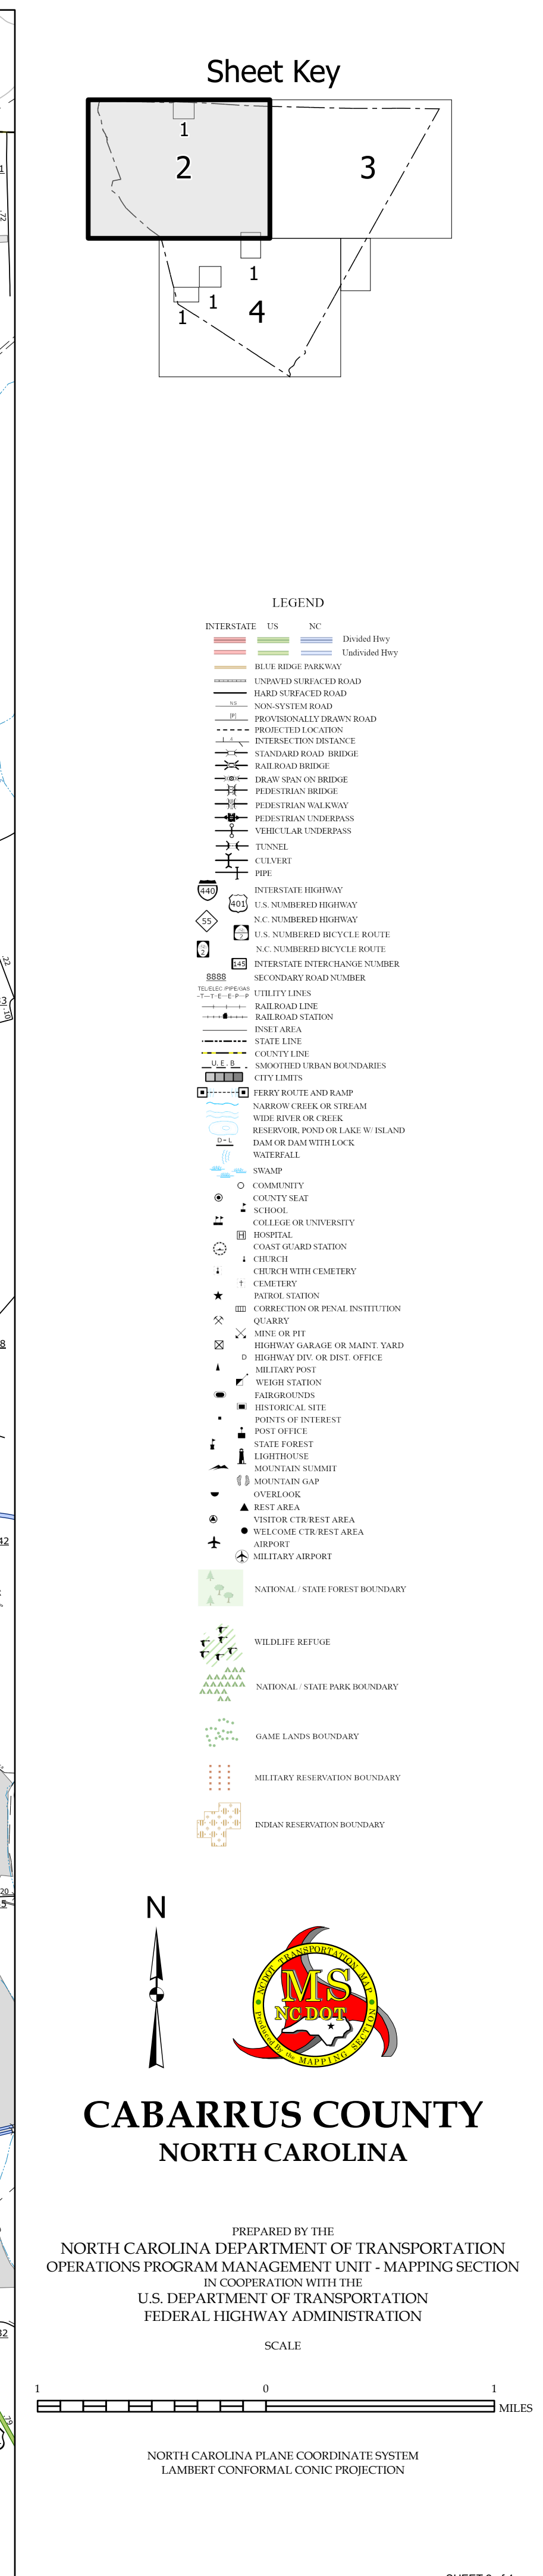 Sheet Key
1
2
3
1
1
1
4
LEGEND
INTERSTATE US NC
Divided Hwy
Undivided Hwy
BLUE RIDGE PARKWAY
UNPAVED SURFACED ROAD
HARD SURFACED ROAD
NS NON-SYSTEM ROAD
[P] PROVISIONALLY DRAWN ROAD
PROJECTED LOCATION
INTERSECTION DISTANCE
STANDARD ROAD BRIDGE
RAILROAD BRIDGE
DRAW SPAN ON BRIDGE
PEDESTRIAN BRIDGE
PEDESTRIAN WALKWAY
PEDESTRIAN UNDERPASS
VEHICULAR UNDERPASS
TUNNEL
CULVERT
PIPE
440 INTERSTATE HIGHWAY
401 U.S. NUMBERED HIGHWAY
55 N.C. NUMBERED HIGHWAY
2 U.S. NUMBERED BICYCLE ROUTE
2 N.C. NUMBERED BICYCLE ROUTE
145 INTERSTATE INTERCHANGE NUMBER
8888 SECONDARY ROAD NUMBER
TEL/ELEC/PIPE/GAS
UTILITY LINES
–T––T·E···E··P···P
RAILROAD LINE
RAILROAD STATION
INSET AREA
STATE LINE
COUNTY LINE
U.E.B SMOOTHED URBAN BOUNDARIES
CITY LIMITS
FERRY ROUTE AND RAMP
NARROW CREEK OR STREAM
WIDE RIVER OR CREEK
RESERVOIR, POND OR LAKE W/ ISLAND
D–L DAM OR DAM WITH LOCK
WATERFALL
SWAMP
COMMUNITY
COUNTY SEAT
SCHOOL
COLLEGE OR UNIVERSITY
H HOSPITAL
COAST GUARD STATION
CHURCH
CHURCH WITH CEMETERY
CEMETERY
PATROL STATION
CORRECTION OR PENAL INSTITUTION
QUARRY
MINE OR PIT
HIGHWAY GARAGE OR MAINT. YARD
D HIGHWAY DIV. OR DIST. OFFICE
MILITARY POST
WEIGH STATION
FAIRGROUNDS
HISTORICAL SITE
POINTS OF INTEREST
POST OFFICE
STATE FOREST
LIGHTHOUSE
MOUNTAIN SUMMIT
MOUNTAIN GAP
OVERLOOK
REST AREA
VISITOR CTR/REST AREA
WELCOME CTR/REST AREA
AIRPORT
MILITARY AIRPORT
NATIONAL / STATE FOREST BOUNDARY
WILDLIFE REFUGE
NATIONAL / STATE PARK BOUNDARY
GAME LANDS BOUNDARY
MILITARY RESERVATION BOUNDARY
INDIAN RESERVATION BOUNDARY
N
NCDOT TRANSPORTATION MAP
MS
NCDOT
Produced By the MAPPING SECTION
CABARRUS COUNTY
NORTH CAROLINA
PREPARED BY THE
NORTH CAROLINA DEPARTMENT OF TRANSPORTATION
OPERATIONS PROGRAM MANAGEMENT UNIT - MAPPING SECTION
IN COOPERATION WITH THE
U.S. DEPARTMENT OF TRANSPORTATION
FEDERAL HIGHWAY ADMINISTRATION
SCALE
1 0 1
MILES
NORTH CAROLINA PLANE COORDINATE SYSTEM
LAMBERT CONFORMAL CONIC PROJECTION
.72
.22
.10
42
20
.79